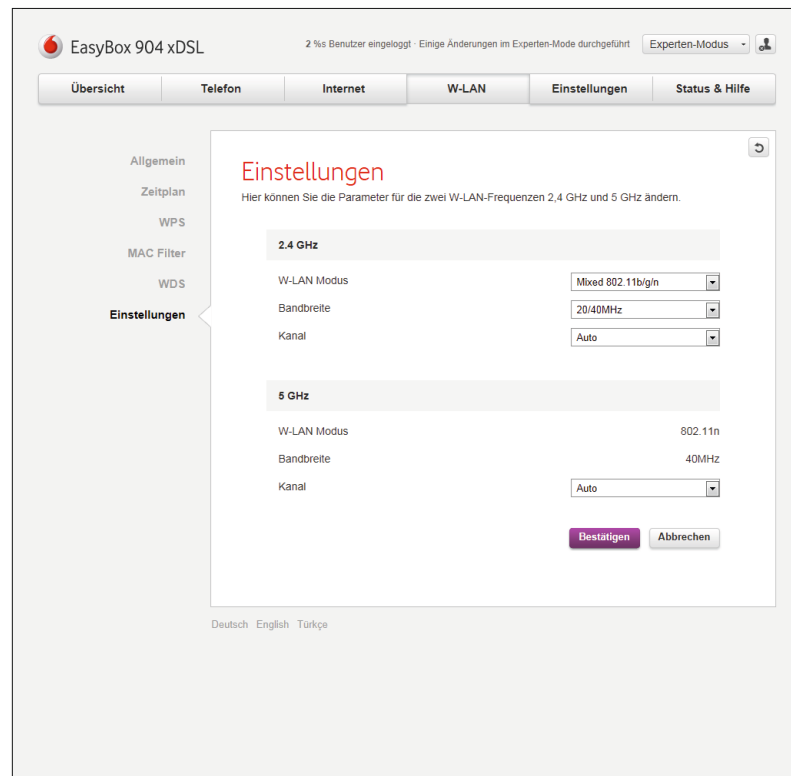 EasyBox 904 xDSL
2 %s Benutzer eingeloggt · Einige Änderungen im Experten-Mode durchgeführt
Experten-Modus
Übersicht Telefon Internet W-LAN Einstellungen Status & Hilfe
Allgemein
Zeitplan
WPS
MAC Filter
WDS
Einstellungen
Einstellungen
Hier können Sie die Parameter für die zwei W-LAN-Frequenzen 2,4 GHz und 5 GHz ändern.
2.4 GHz
W-LAN Modus Mixed 802.11b/g/n
Bandbreite 20/40MHz
Kanal Auto
5 GHz
W-LAN Modus 802.11n
Bandbreite 40MHz
Kanal Auto
Bestätigen Abbrechen
Deutsch English Türkçe